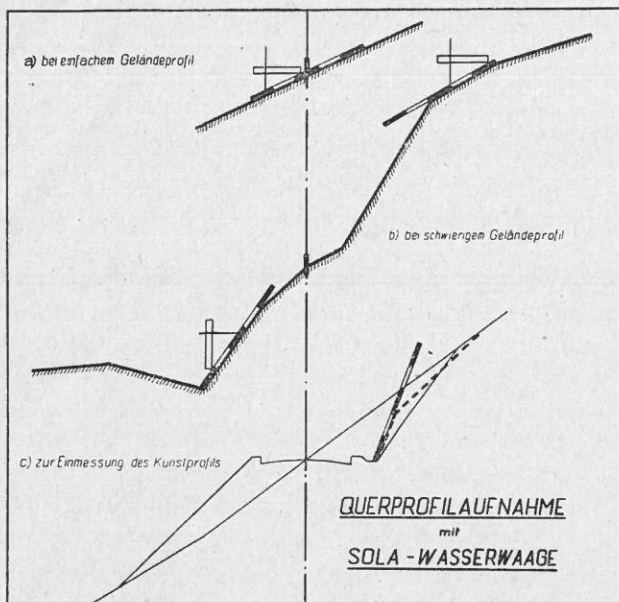 a) bei einfachem Geländeprofil
b) bei schwierigem Geländeprofil
c) zur Einmessung des Kunstprofils
QUERPROFILAUFNAHME
mit
SOLA - WASSERWAAGE